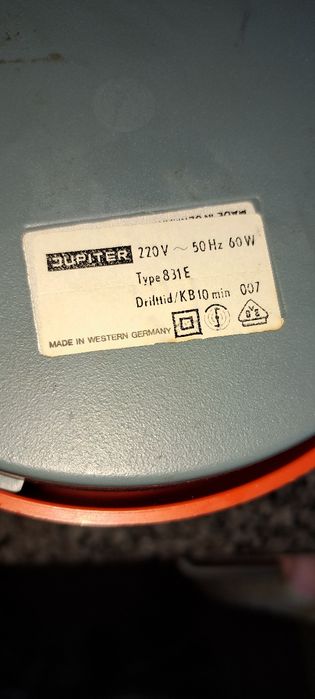 JUPITER 220V ~ 50 Hz 60W
Type 831E
Drifttid/KB 10 min 007
MADE IN WESTERN GERMANY